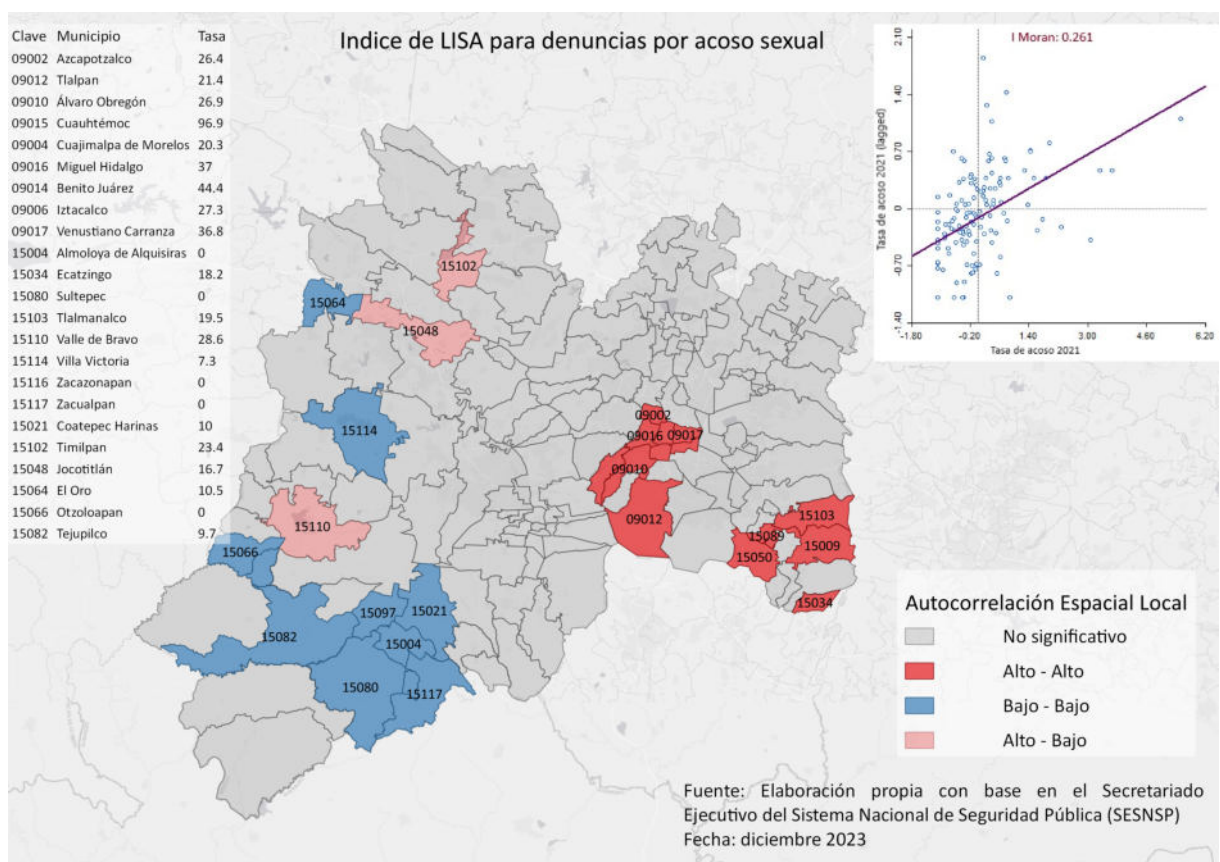 Indice de LISA para denuncias por acoso sexual
Clave Municipio Tasa
09002 Azcapotzalco 26.4
09012 Tlalpan 21.4
09010 Álvaro Obregón 26.9
09015 Cuauhtémoc 96.9
09004 Cuajimalpa de Morelos 20.3
09016 Miguel Hidalgo 37
09014 Benito Juárez 44.4
09006 Iztacalco 27.3
09017 Venustiano Carranza 36.8
15004 Almoloya de Alquisiras 0
15034 Ecatzingo 18.2
15080 Sultepec 0
15103 Tlalmanalco 19.5
15110 Valle de Bravo 28.6
15114 Villa Victoria 7.3
15116 Zacazonapan 0
15117 Zacualpan 0
15021 Coatepec Harinas 10
15102 Timilpan 23.4
15048 Jocotitlán 16.7
15064 El Oro 10.5
15066 Otzoloapan 0
15082 Tejupilco 9.7
I Moran: 0.261
Tasa de acoso 2021 (lagged)
2.10
1.40
0.70
0
-0.70
-1.40
-1.80 -0.20 1.40 3.00 4.60 6.20
Tasa de acoso 2021
15102
15064
15048
15114
15110
15066
15082
15097
15021
15004
15080
15117
09002
09016 09017
09010
09012
15103
15089
15050
15009
15034
Autocorrelación Espacial Local
No significativo
Alto - Alto
Bajo - Bajo
Alto - Bajo
Fuente: Elaboración propia con base en el Secretariado
Ejecutivo del Sistema Nacional de Seguridad Pública (SESNSP)
Fecha: diciembre 2023